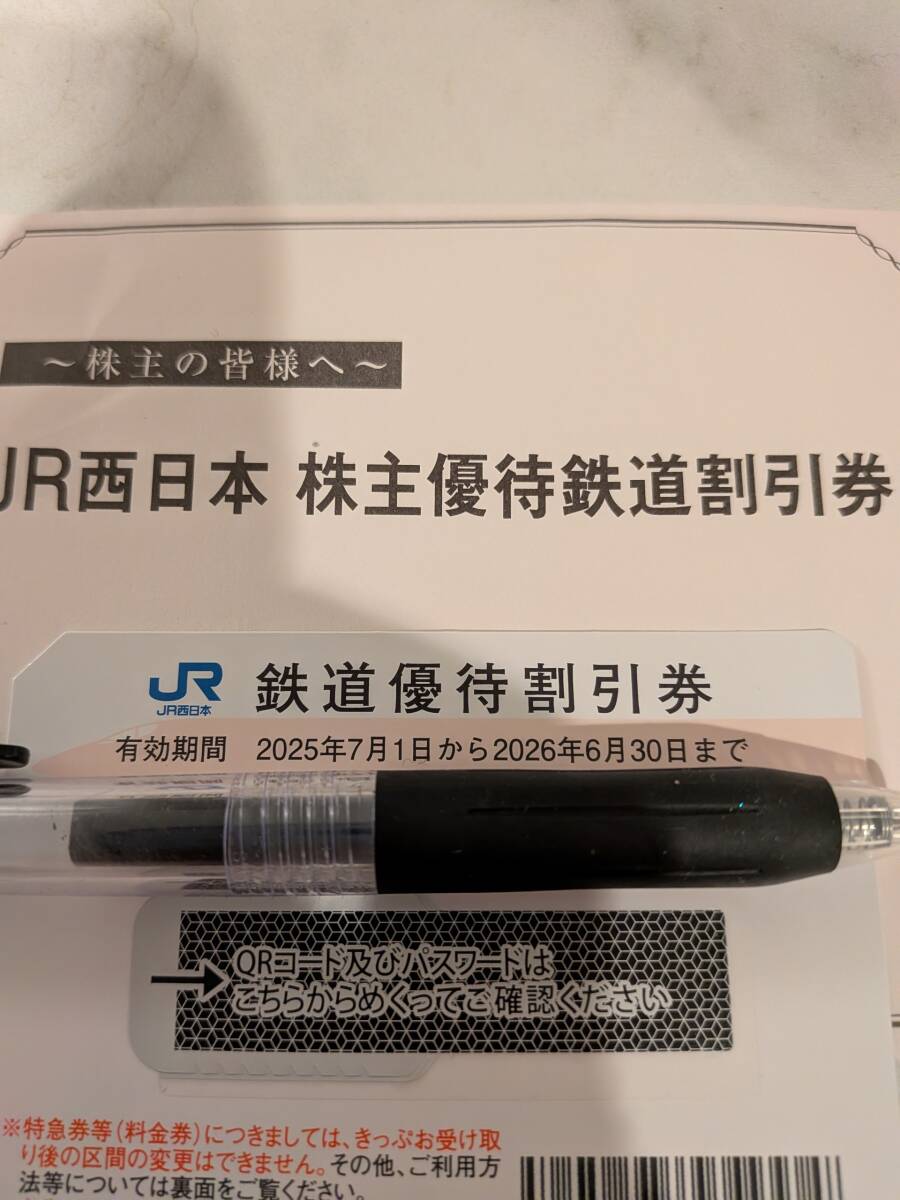 ～株主の皆様へ～
JR西日本 株主優待鉄道割引券
JR
JR西日本
鉄道優待割引券
有効期間 2025年7月1日から2026年6月30日まで
QRコード及びパスワードは
こちらからめくってご確認ください
※特急券等(料金券)につきましては、きっぷお受け取
り後の区間の変更はできません。その他、ご利用方
法等については裏面をご覧ください。